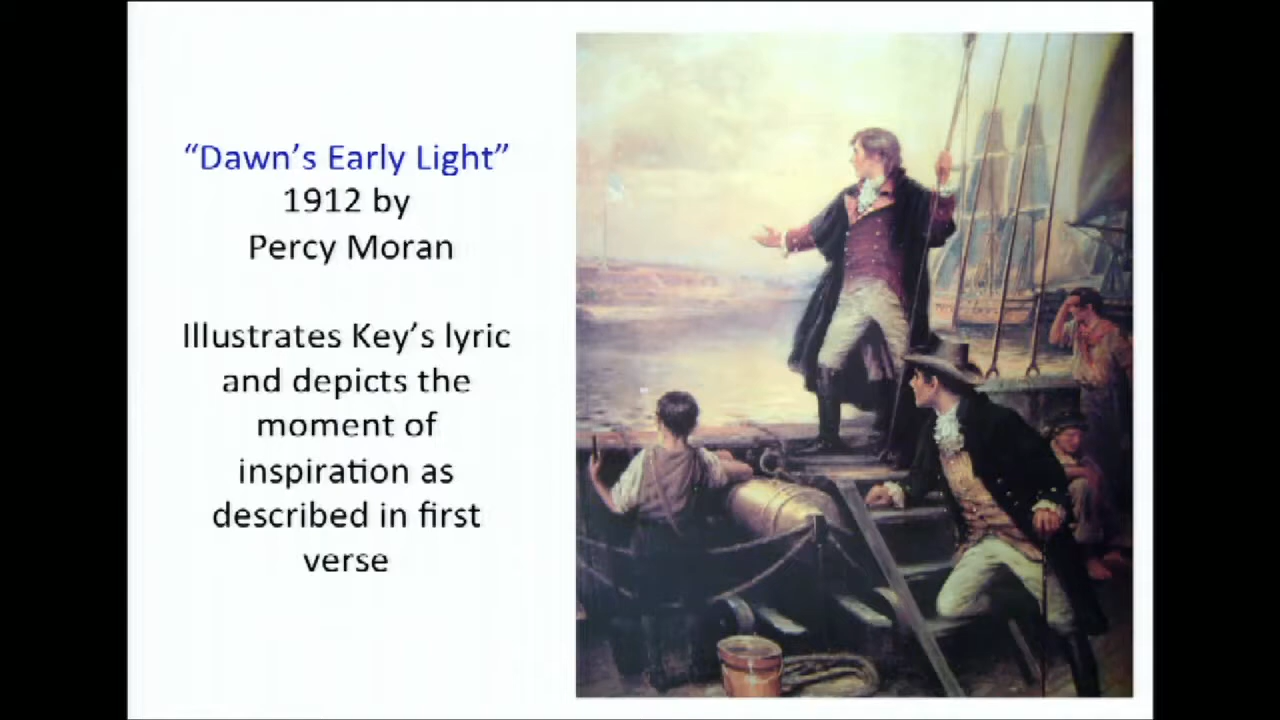 “Dawn’s Early Light”
1912 by
Percy Moran
Illustrates Key’s lyric
and depicts the
moment of
inspiration as
described in first
verse